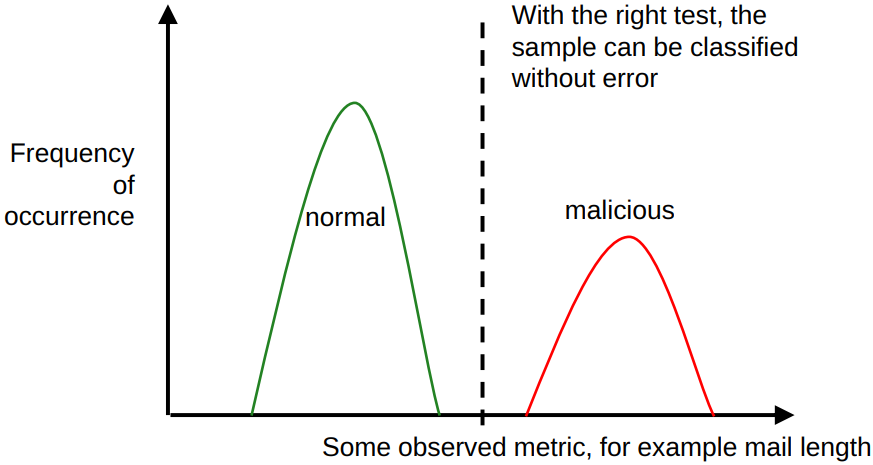 With the right test, the
sample can be classified
without error
Frequency
of
occurrence
normal
malicious
Some observed metric, for example mail length